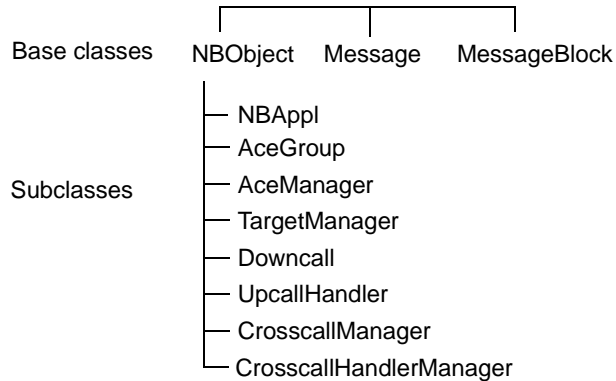 Base classes NBObject Message MessageBlock
NBAppl
AceGroup
Subclasses AceManager
TargetManager
Downcall
UpcallHandler
CrosscallManager
CrosscallHandlerManager